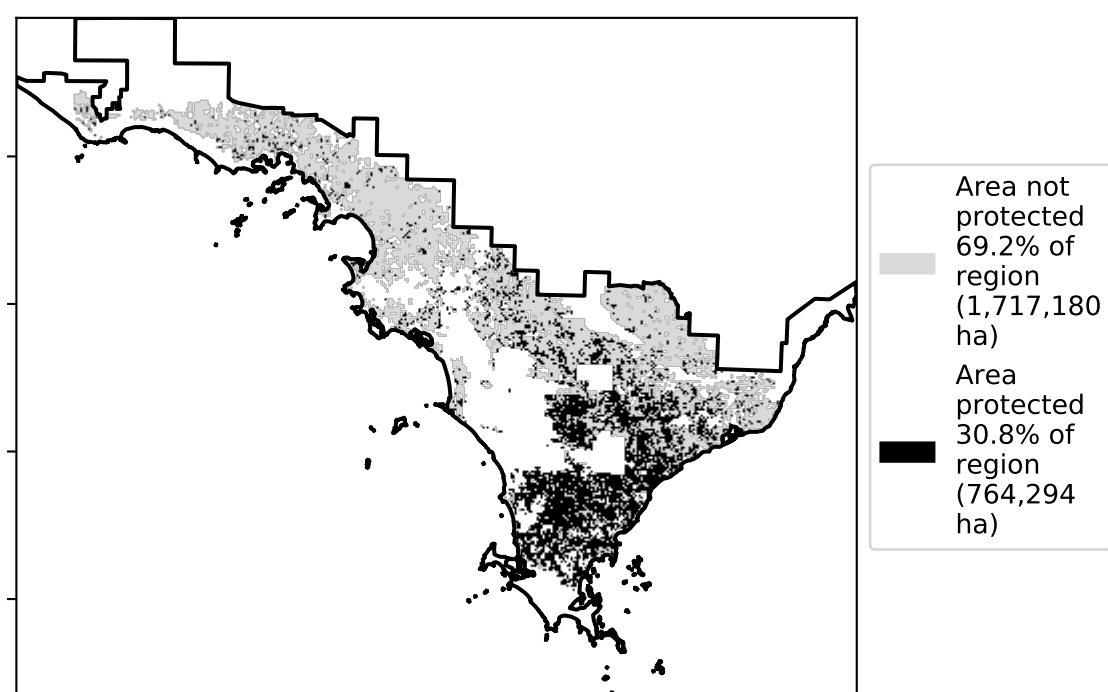 Area not
protected
69.2% of
region
(1,717,180
ha)
Area
protected
30.8% of
region
(764,294
ha)